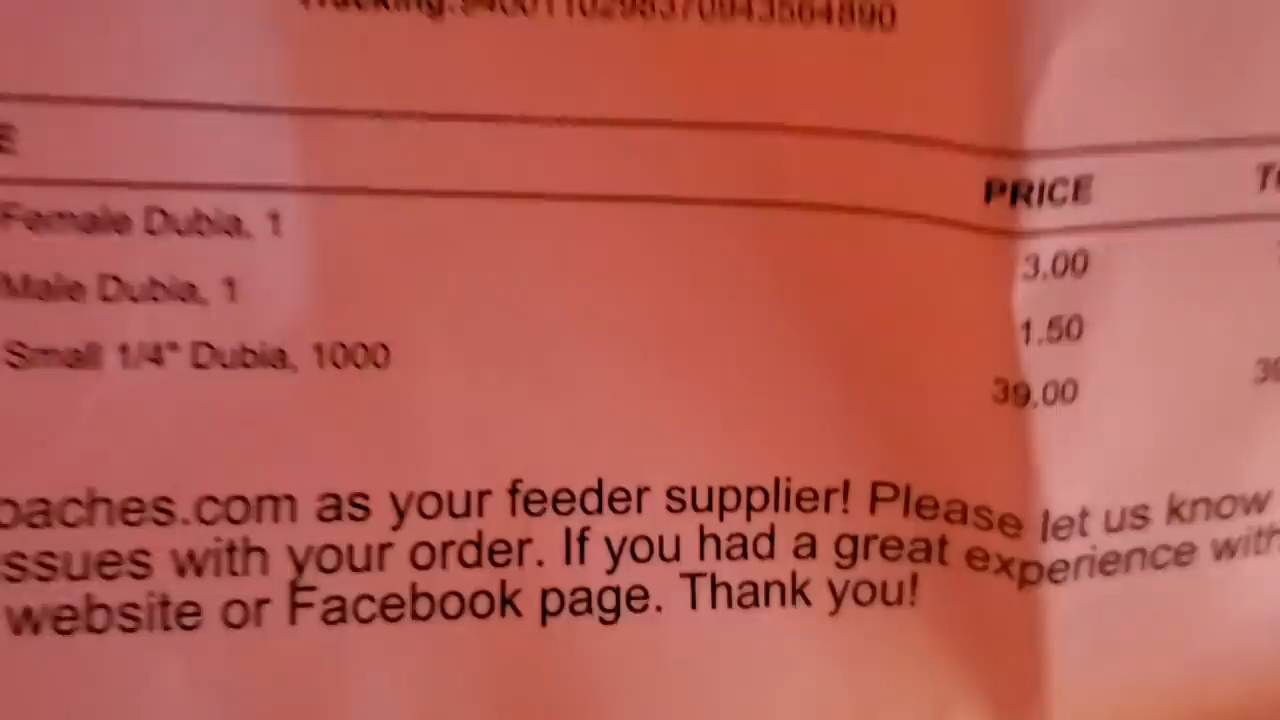 Tracking:9400110298370943564890
E
PRICE
Female Dubia, 1
3.00
Male Dubia, 1
1.50
Small 1/4" Dubia, 1000
39.00
oaches.com as your feeder supplier! Please let us know
ssues with your order. If you had a great experience with
website or Facebook page. Thank you!